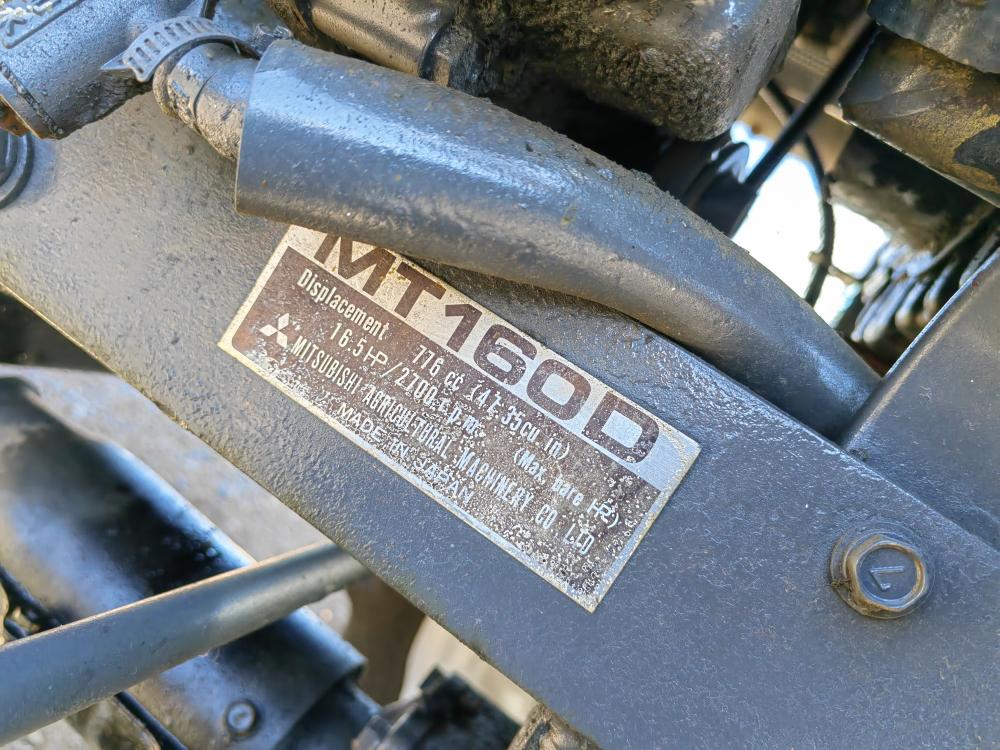 MT160D
Displacement 776 cc (47.35cu in)
16.5HP/2700r.p.m. (Max. bare HP)
MITSUBISHI AGRICULTURAL MACHINERY CO LTD
MADE IN JAPAN
7